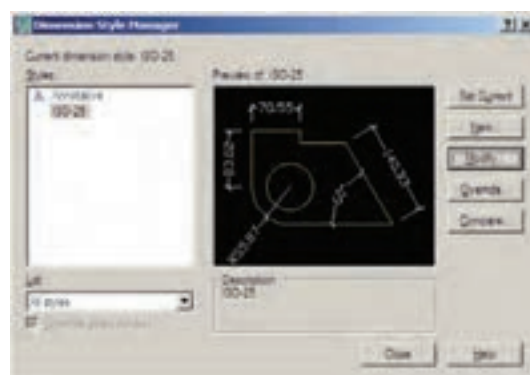 Dimension Style Manager
Current dimension style: ISO-25
Styles:
Preview of: ISO-25
Annotative
ISO-25
Set Current
New...
Modify...
Override...
Compare...
List:
All styles
Description
ISO-25
Close
Help